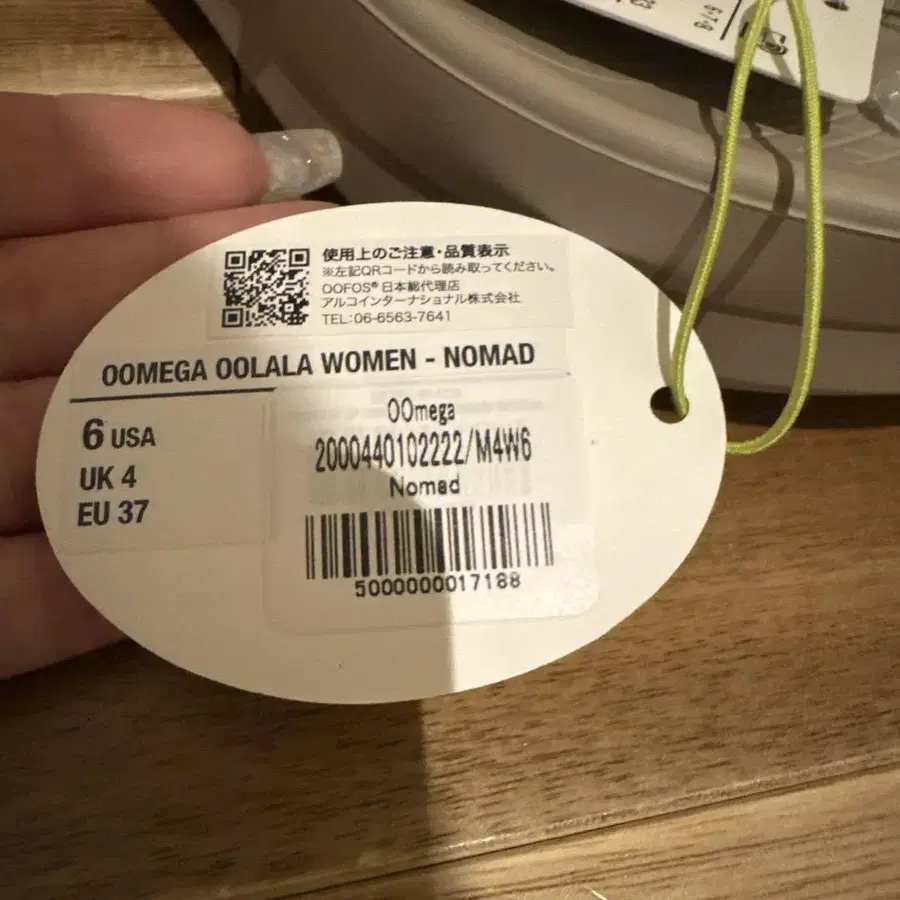 使用上のご注意・品質表示
※左記QRコードから読み取ってください。
OOFOS® 日本総代理店
アルコインターナショナル株式会社
TEL:06-6563-7641
OOMEGA OOLALA WOMEN - NOMAD
6 USA
UK 4
EU 37
OOmega
2000440102222/M4W6
Nomad
5000000017188